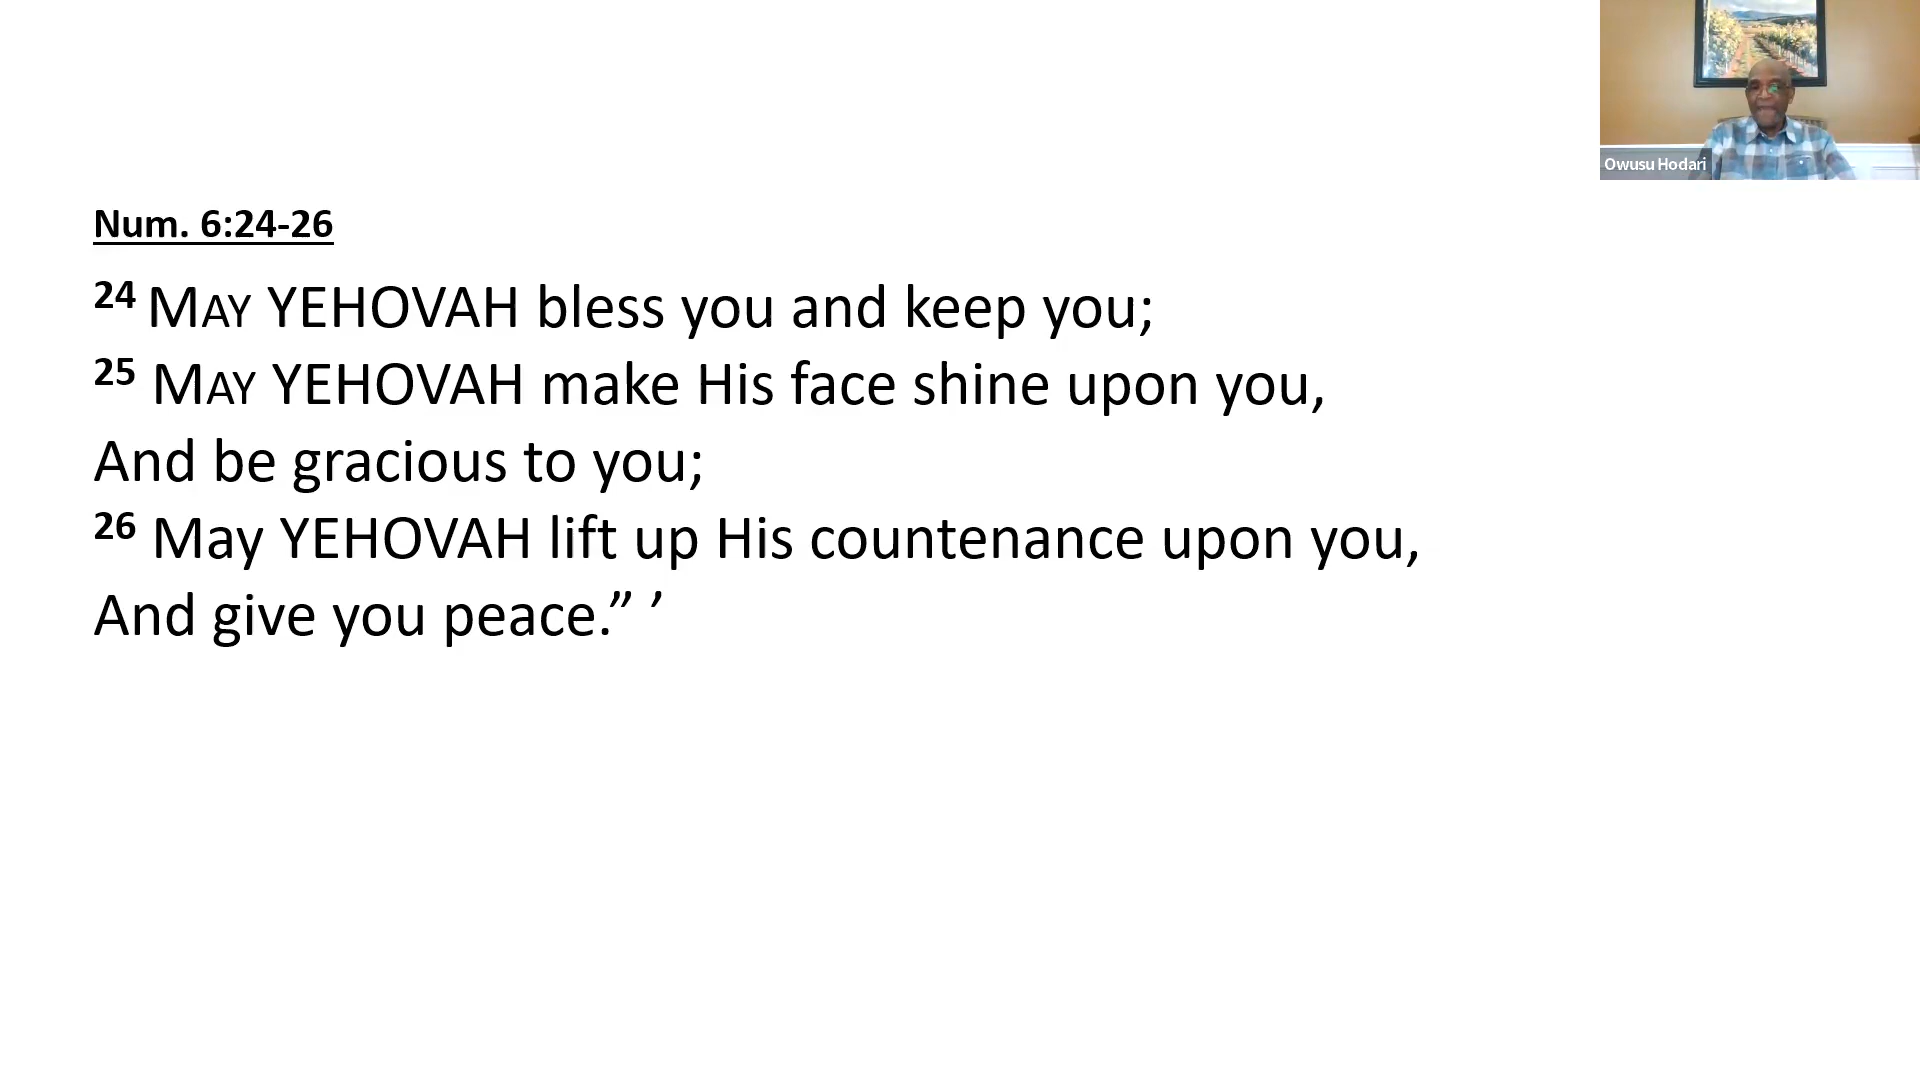 Owusu Hodari
Num. 6:24-26
24 MAY YEHOVAH bless you and keep you;
25 MAY YEHOVAH make His face shine upon you,
And be gracious to you;
26 May YEHOVAH lift up His countenance upon you,
And give you peace.” ’